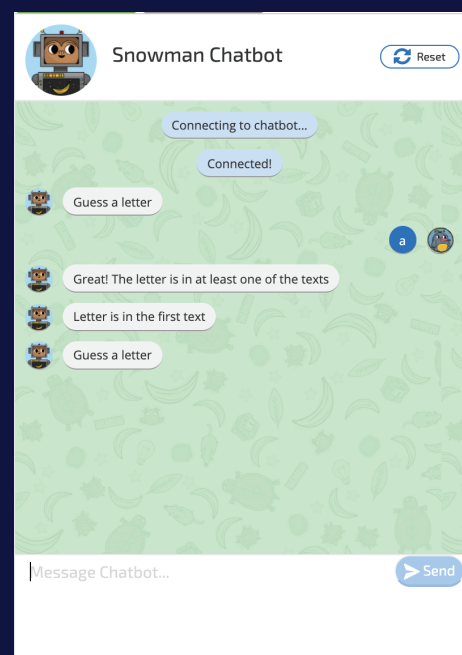 Snowman Chatbot
Reset
Connecting to chatbot...
Connected!
Guess a letter
a
Great! The letter is in at least one of the texts
Letter is in the first text
Guess a letter
Message Chatbot...
Send